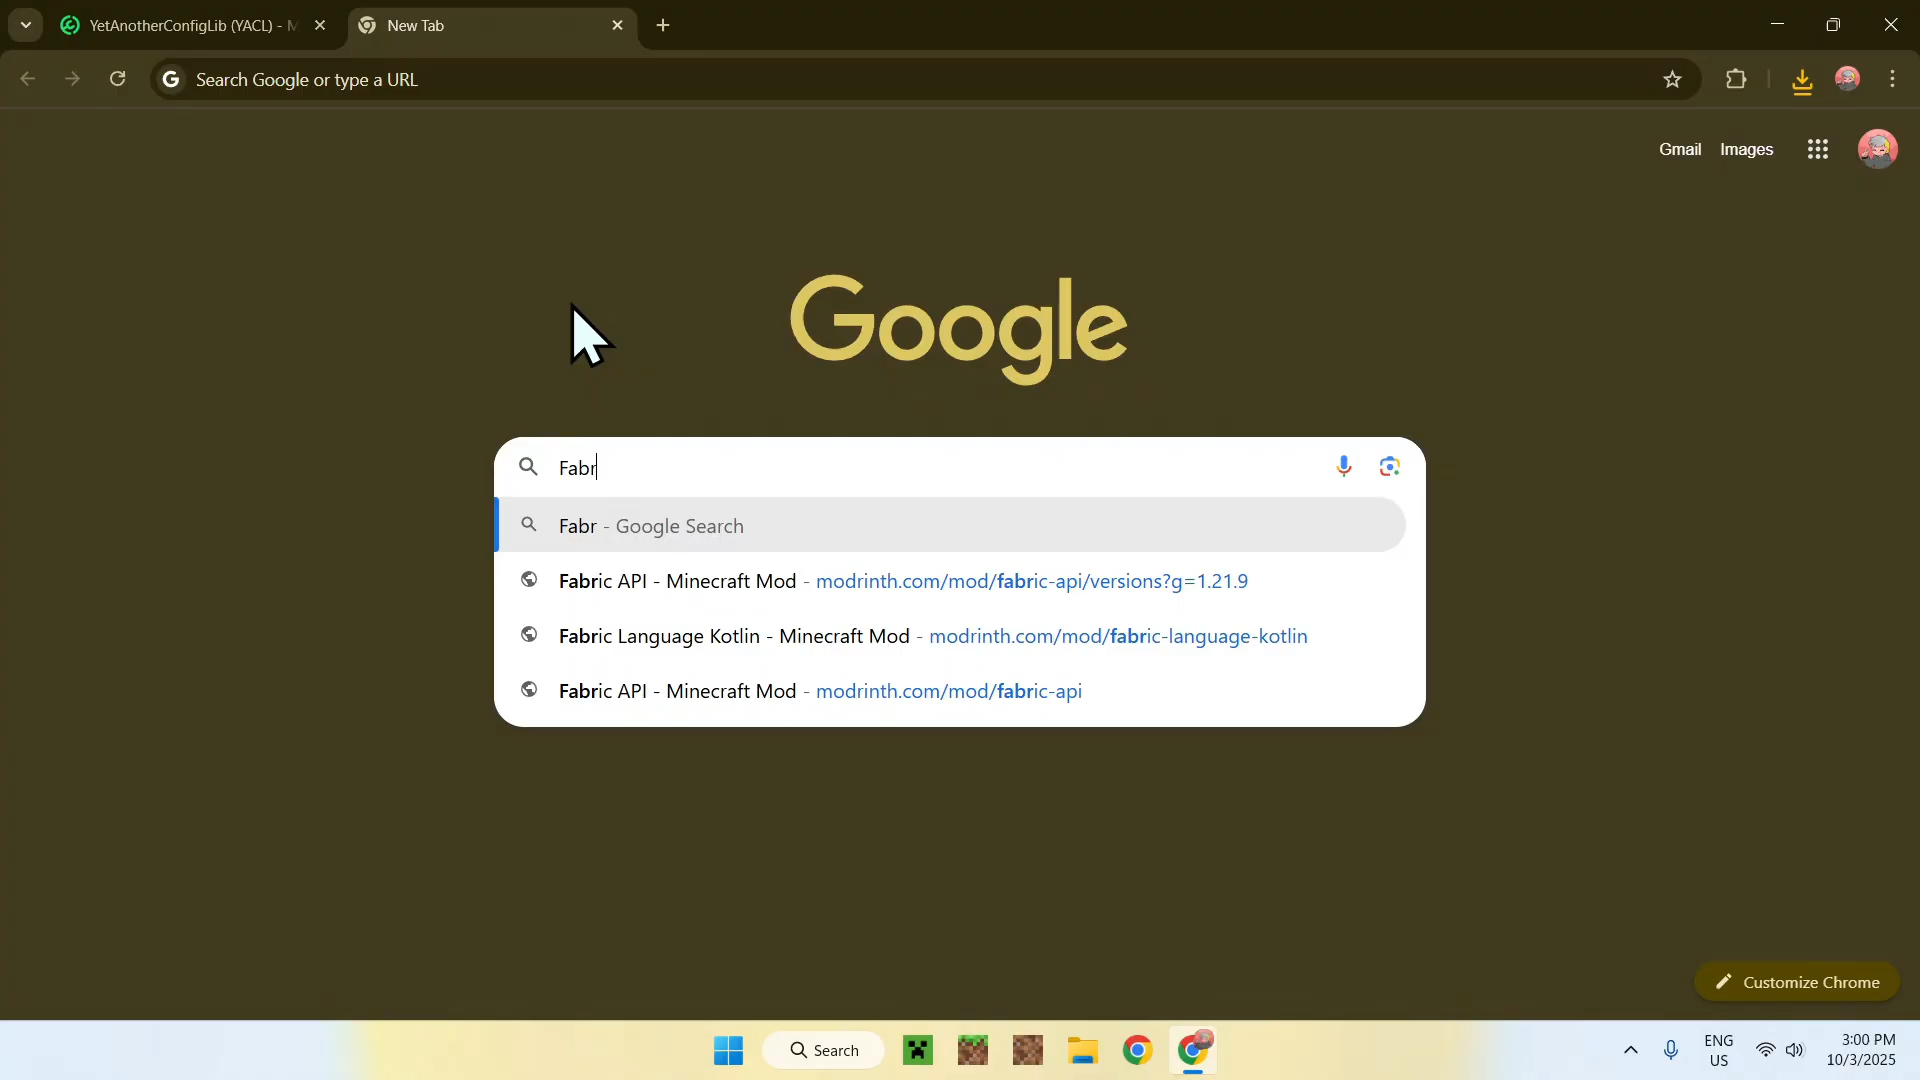 YetAnotherConfigLib (YACL) - M
New Tab
Search Google or type a URL
Gmail
Images
Google
Fabr
Fabr - Google Search
Fabric API - Minecraft Mod - modrinth.com/mod/fabric-api/versions?g=1.21.9
Fabric Language Kotlin - Minecraft Mod - modrinth.com/mod/fabric-language-kotlin
Fabric API - Minecraft Mod - modrinth.com/mod/fabric-api
Customize Chrome
Search
ENG
US
3:00 PM
10/3/2025